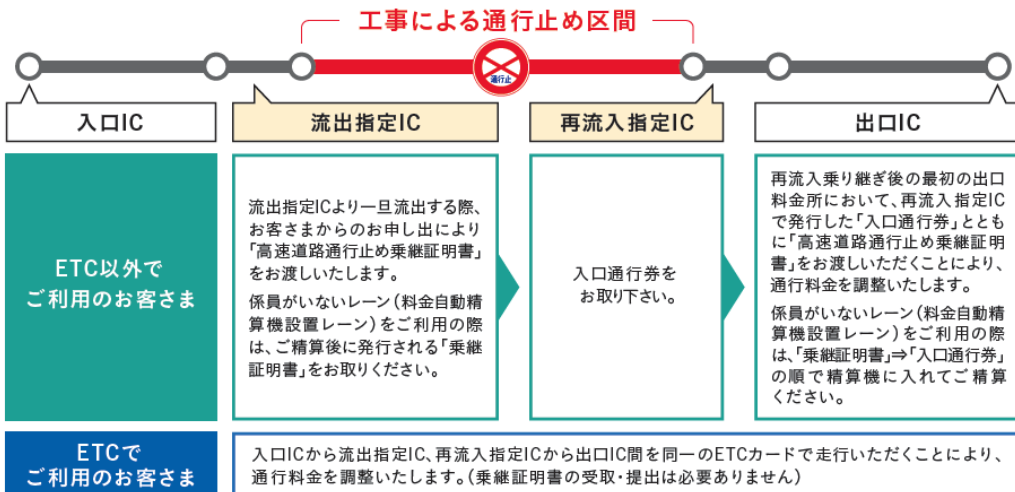 工事による通行止め区間
通行止
入口IC
流出指定IC
再流入指定IC
出口IC
ETC以外で
ご利用のお客さま
流出指定ICより一旦流出する際、
お客さまからのお申し出により
「高速道路通行止め乗継証明書」
をお渡しいたします。
係員がいないレーン(料金自動精
算機設置レーン)をご利用の際
は、ご精算後に発行される「乗継
証明書」をお取りください。
入口通行券を
お取り下さい。
再流入乗り継ぎ後の最初の出口
料金所において、再流入指定IC
で発行した「入口通行券」ととも
に「高速道路通行止め乗継証明
書」をお渡しいただくことにより、
通行料金を調整いたします。
係員がいないレーン(料金自動精
算機設置レーン)をご利用の際
は、「乗継証明書」⇒「入口通行券」
の順で精算機に入れてご精算
ください。
ETCで
ご利用のお客さま
入口ICから流出指定IC、再流入指定ICから出口IC間を同一のETCカードで走行いただくことにより、
通行料金を調整いたします。(乗継証明書の受取・提出は必要ありません)